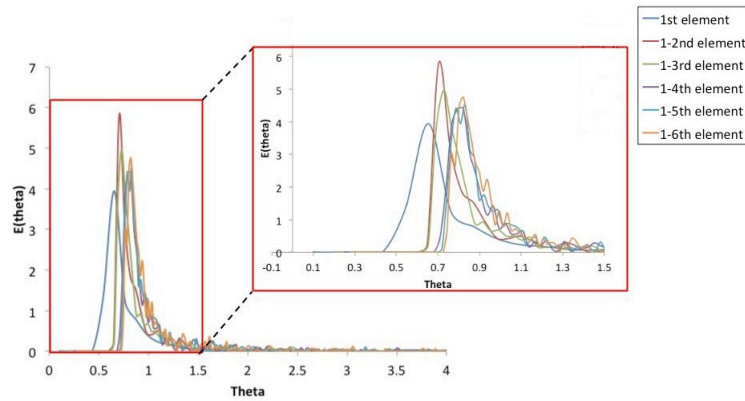 1st element
1-2nd element
1-3rd element
1-4th element
1-5th element
1-6th element
E(theta)
7
6
5
4
3
2
1
0
0 0.5 1 1.5 2 2.5 3 3.5 4
Theta
E(theta)
6
5
4
3
2
1
0
-0.1 0.1 0.3 0.5 0.7 0.9 1.1 1.3 1.5
Theta